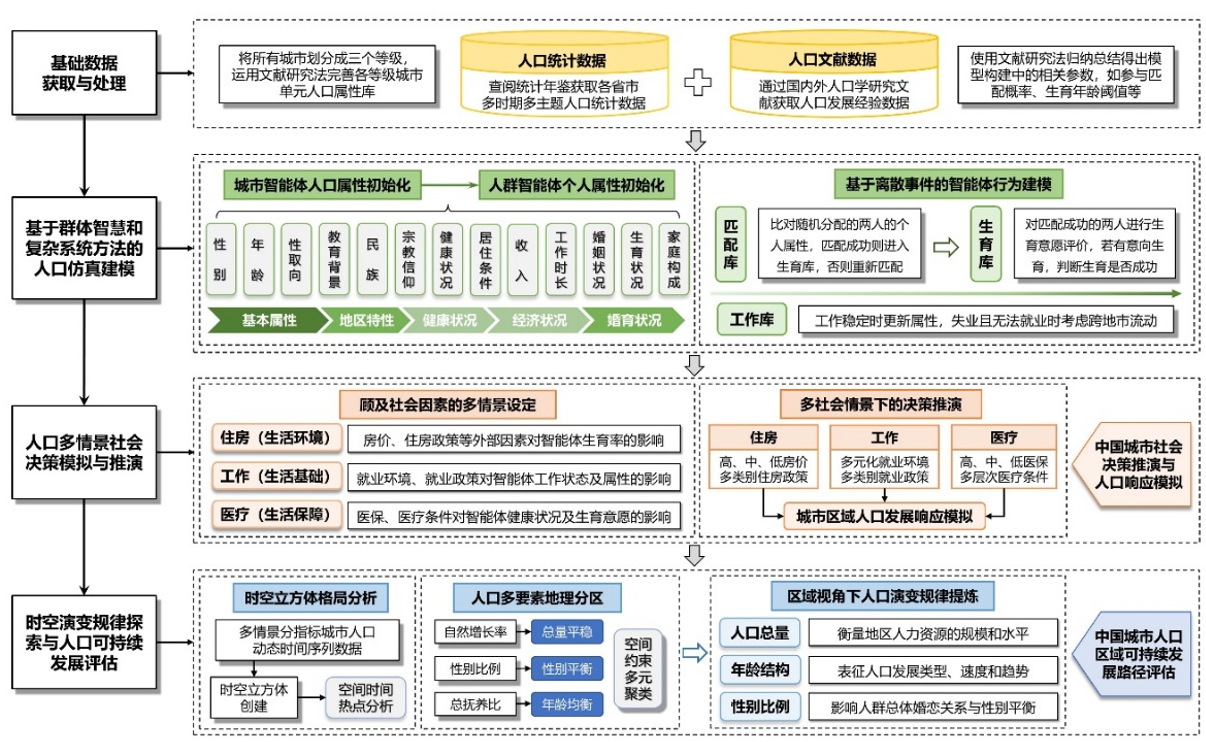 基础数据
获取与处理
将所有城市划分成三个等级，
运用文献研究法完善各等级城市
单元人口属性库
人口统计数据
查阅统计年鉴获取各省市
多时期多主题人口统计数据
人口文献数据
通过国内外人口学研究文
献获取人口发展经验数据
使用文献研究法归纳总结得出模
型构建中的相关参数，如参与匹
配概率、生育年龄阈值等
基于群体智慧和
复杂系统方法的
人口仿真建模
城市智能体人口属性初始化
人群智能体个人属性初始化
性别
年龄
性取向
教育背景
民族
宗教信仰
健康状况
居住条件
收入
工作时长
婚姻状况
生育状况
家庭构成
基本属性
地区特性
健康状况
经济状况
婚育状况
基于离散事件的智能体行为建模
匹配库
比对随机分配的两人的个
人属性，匹配成功则进入
生育库，否则重新匹配
生育库
对匹配成功的两人进行生
育意愿评价，若有意向生
育，判断生育是否成功
工作库
工作稳定时更新属性，失业且无法就业时考虑跨地市流动
人口多情景社会
决策模拟与推演
顾及社会因素的多情景设定
住房（生活环境）
房价、住房政策等外部因素对智能体生育率的影响
工作（生活基础）
就业环境、就业政策对智能体工作状态及属性的影响
医疗（生活保障）
医保、医疗条件对智能体健康状况及生育意愿的影响
多社会情景下的决策推演
住房
高、中、低房价
多类别住房政策
工作
多元化就业环境
多类别就业政策
医疗
高、中、低医保
多层次医疗条件
城市区域人口发展响应模拟
中国城市社会
决策推演与
人口响应模拟
时空演变规律探
索与人口可持续
发展评估
时空立方体格局分析
多情景分指标城市人口
动态时间序列数据
时空立方体
创建
空间时间
热点分析
人口多要素地理分区
自然增长率
总量平稳
性别比例
性别平衡
总抚养比
年龄均衡
空间
约束
多元
聚类
区域视角下人口演变规律提炼
人口总量
衡量地区人力资源的规模和水平
年龄结构
表征人口发展类型、速度和趋势
性别比例
影响人群总体婚恋关系与性别平衡
中国城市人口
区域可持续发
展路径评估